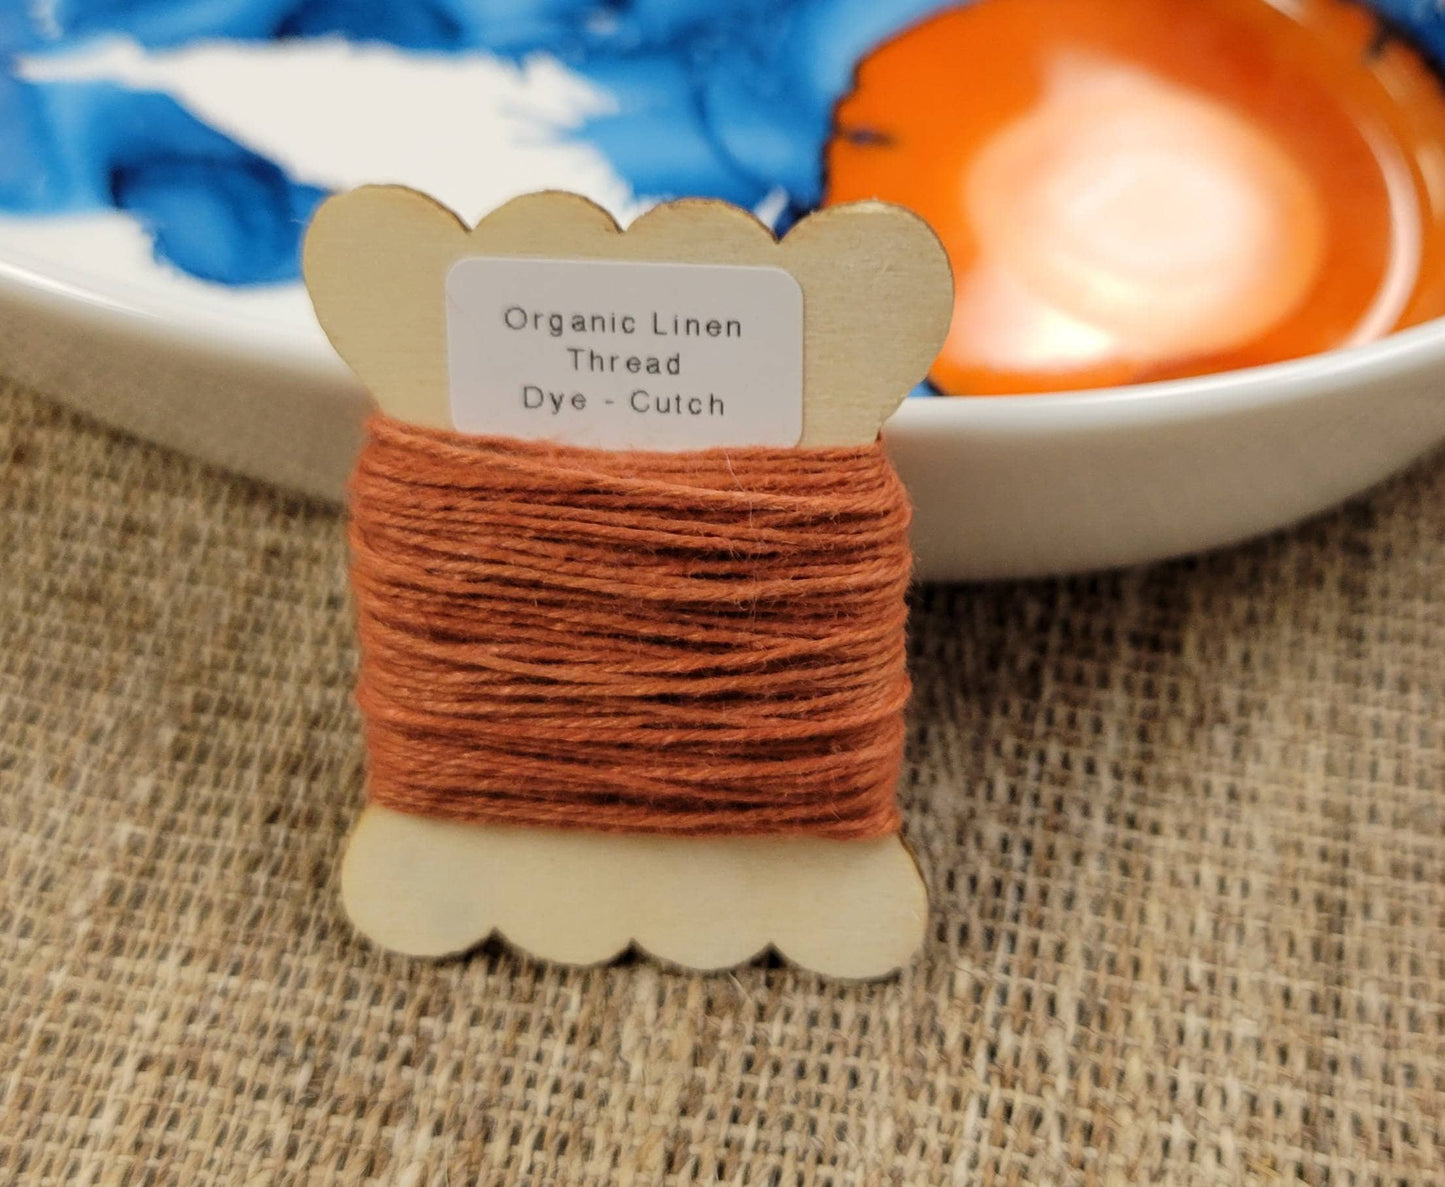 Organic Linen
Thread
Dye - Cutch